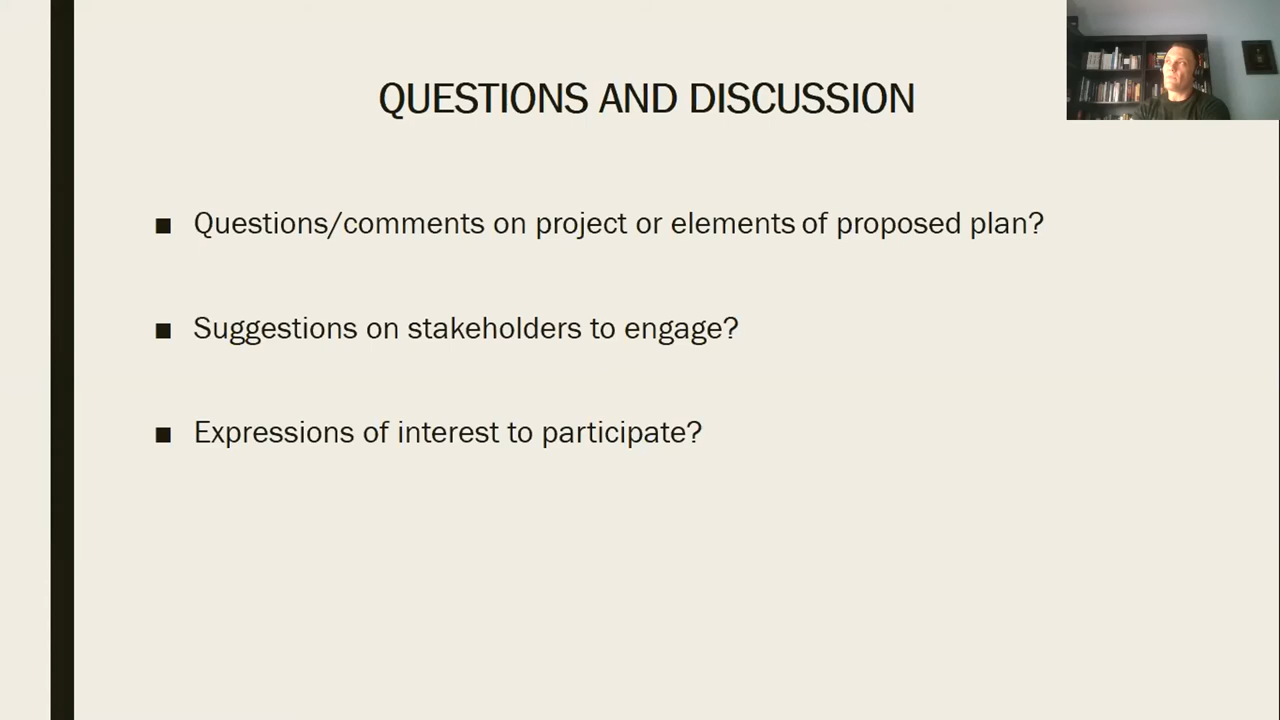 QUESTIONS AND DISCUSSION
■ Questions/comments on project or elements of proposed plan?
■ Suggestions on stakeholders to engage?
■ Expressions of interest to participate?